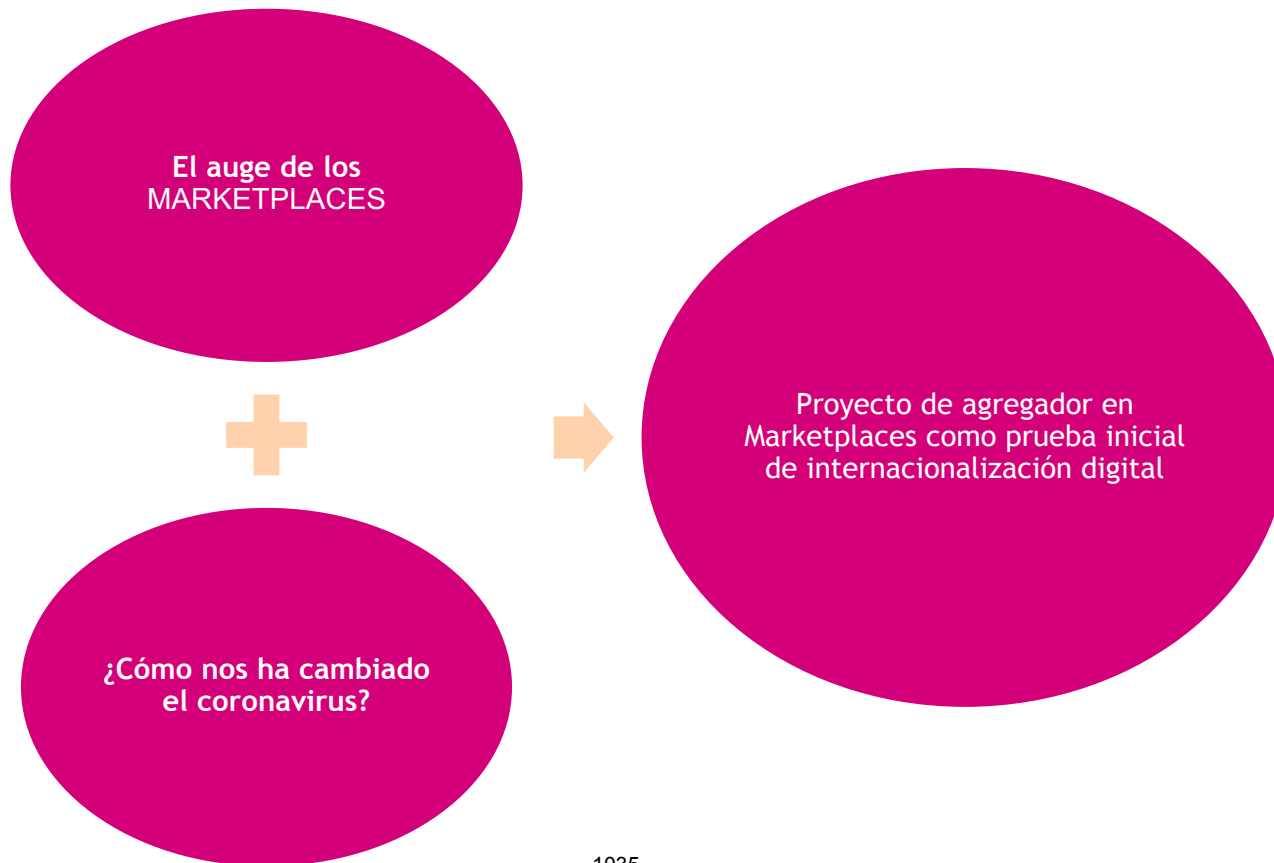 El auge de los
MARKETPLACES
¿Cómo nos ha cambiado
el coronavirus?
Proyecto de agregador en
Marketplaces como prueba inicial
de internacionalización digital